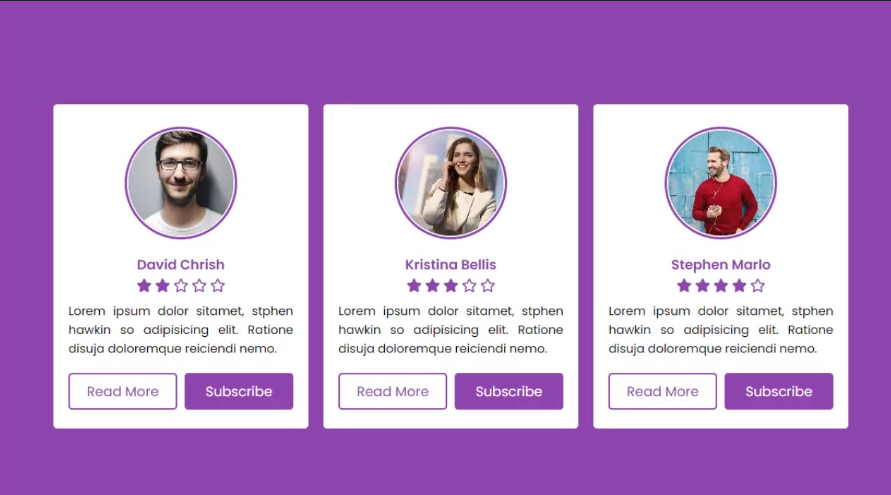 David Chrish
Lorem ipsum dolor sitamet, stphen
hawkin so adipisicing elit. Ratione
disuja doloremque reiciendi nemo.
Read More
Subscribe
Kristina Bellis
Lorem ipsum dolor sitamet, stphen
hawkin so adipisicing elit. Ratione
disuja doloremque reiciendi nemo.
Read More
Subscribe
Stephen Marlo
Lorem ipsum dolor sitamet, stphen
hawkin so adipisicing elit. Ratione
disuja doloremque reiciendi nemo.
Read More
Subscribe